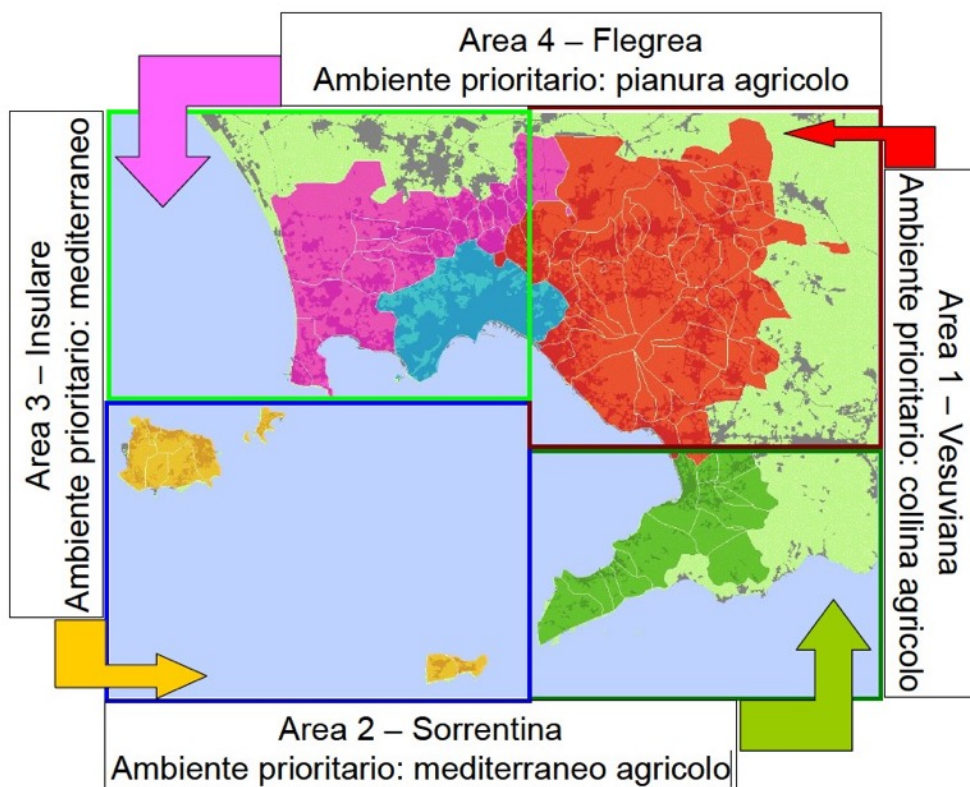 Area 4 – Flegrea
Ambiente prioritario: pianura agricolo
Area 3 – Insulare
Ambiente prioritario: mediterraneo
Area 1 – Vesuviana
Ambiente prioritario: collina agricolo
Area 2 – Sorrentina
Ambiente prioritario: mediterraneo agricolo